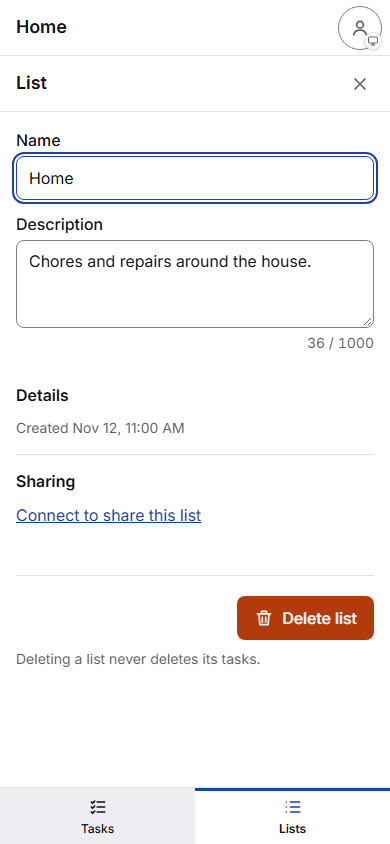 Home
List
Name
Home
Description
Chores and repairs around the house.
36 / 1000
Details
Created Nov 12, 11:00 AM
Sharing
Connect to share this list
Delete list
Deleting a list never deletes its tasks.
Tasks
Lists